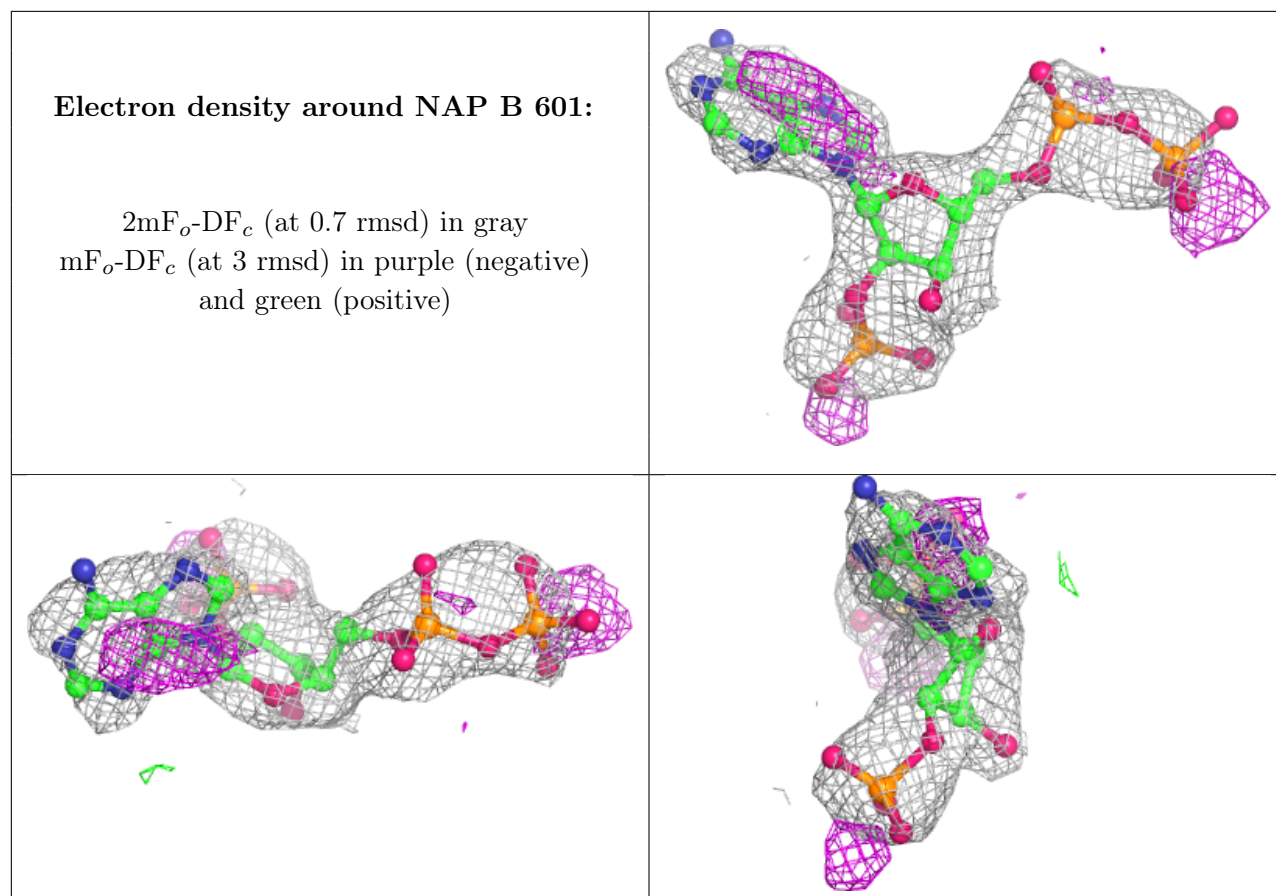 Electron density around NAP B 601:
2mFo-DFc (at 0.7 rmsd) in gray
mFo-DFc (at 3 rmsd) in purple (negative)
and green (positive)